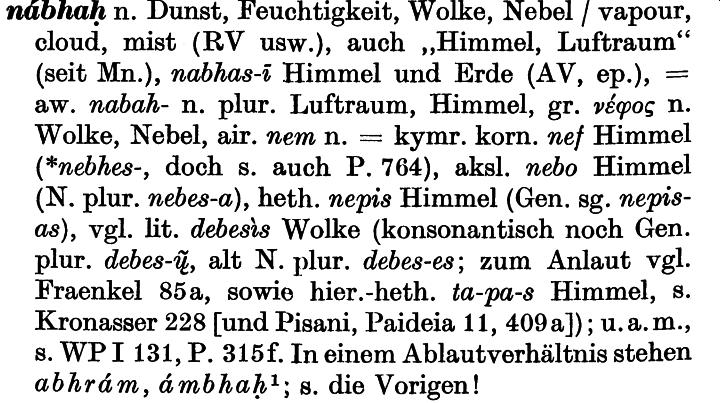 nábhaḥ n. Dunst, Feuchtigkeit, Wolke, Nebel / vapour,
cloud, mist (RV usw.), auch „Himmel, Luftraum“
(seit Mn.), nabhas-ī Himmel und Erde (AV, ep.), =
aw. nabah- n. plur. Luftraum, Himmel, gr. νέφος n.
Wolke, Nebel, air. nem n. = kymr. korn. nef Himmel
(*nebhes-, doch s. auch P. 764), aksl. nebo Himmel
(N. plur. nebes-a), heth. nepis Himmel (Gen. sg. nepis-
as), vgl. lit. debesìs Wolke (konsonantisch noch Gen.
plur. debes-ų̃, alt N. plur. debes-es; zum Anlaut vgl.
Fraenkel 85a, sowie hier.-heth. ta-pa-s Himmel, s.
Kronasser 228 [und Pisani, Paideia 11, 409a]); u.a.m.,
s. WP I 131, P. 315f. In einem Ablautverhältnis stehen
abhrám, ámbhaḥ¹; s. die Vorigen!